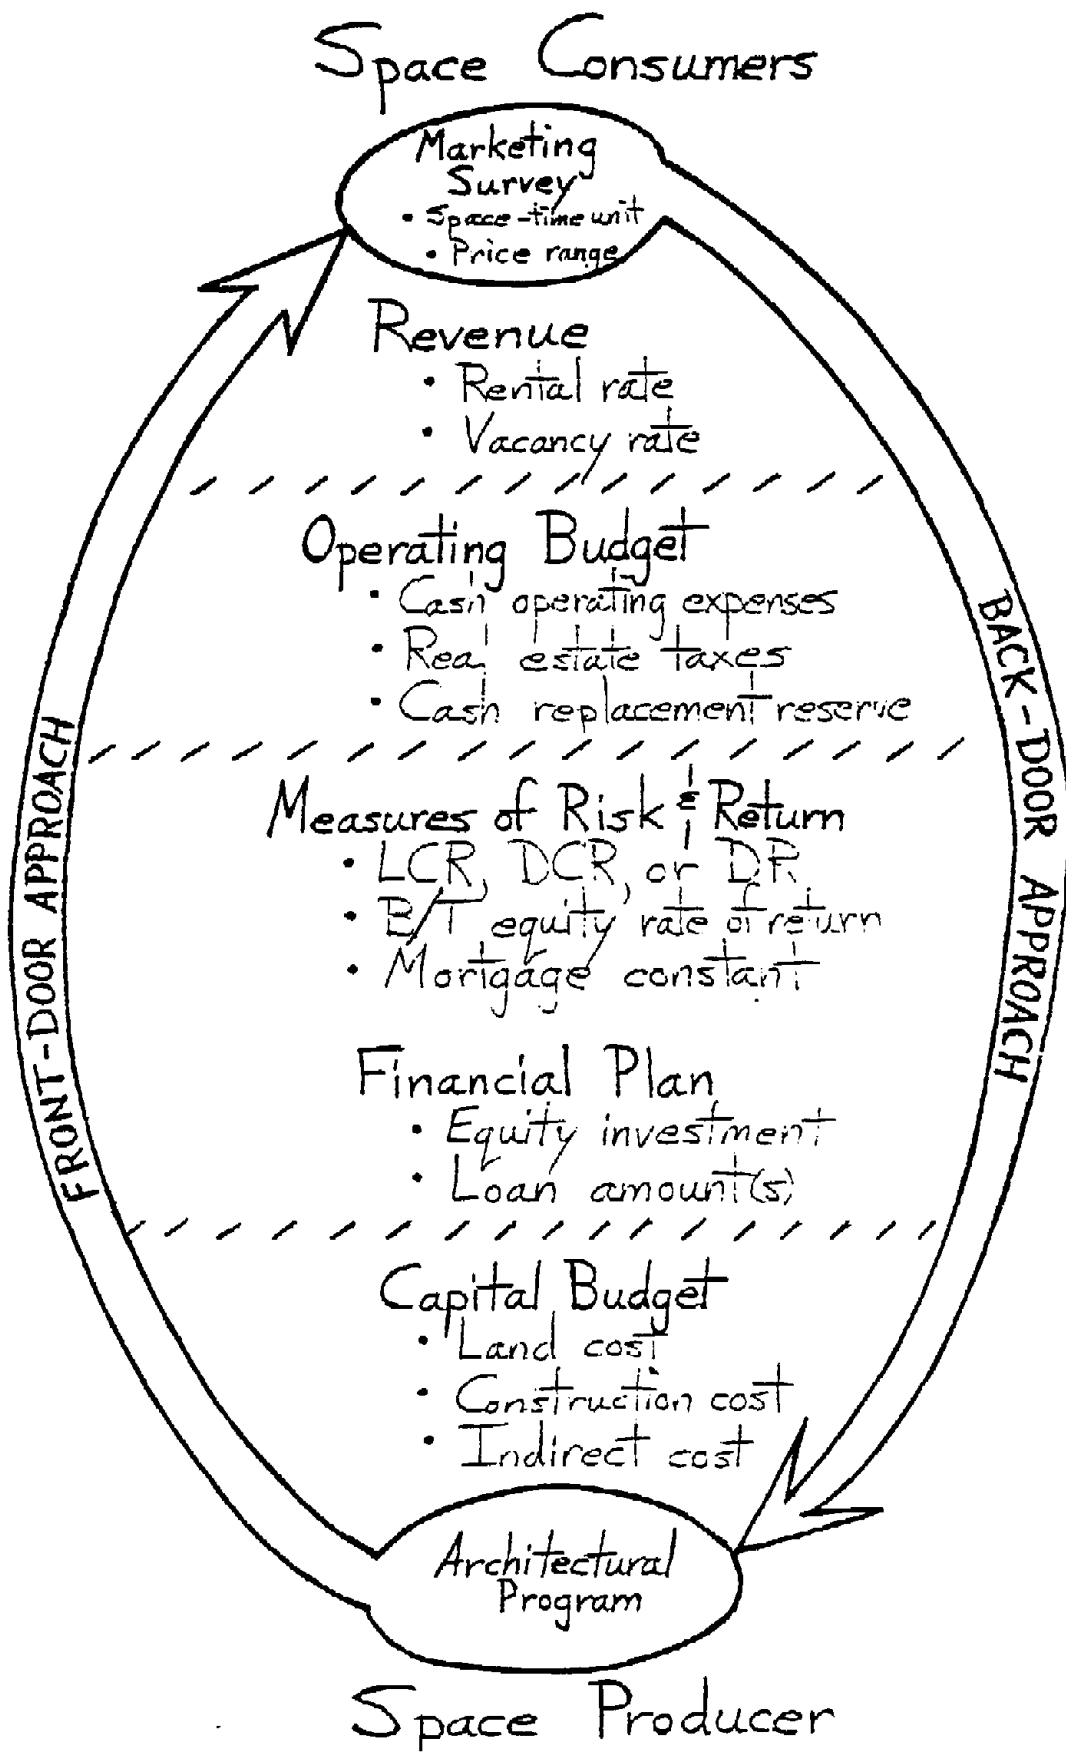 Space Consumers
Marketing
Survey
• Space-time unit
• Price range
Revenue
• Rental rate
• Vacancy rate
Operating Budget
• Cash operating expenses
• Real estate taxes
• Cash replacement reserve
Measures of Risk & Return
• LCR, DCR, or DR
• B/T equity rate of return
• Mortgage constant
Financial Plan
• Equity investment
• Loan amount(s)
Capital Budget
• Land cost
• Construction cost
• Indirect cost
Architectural
Program
Space Producer
FRONT-DOOR APPROACH
BACK-DOOR APPROACH